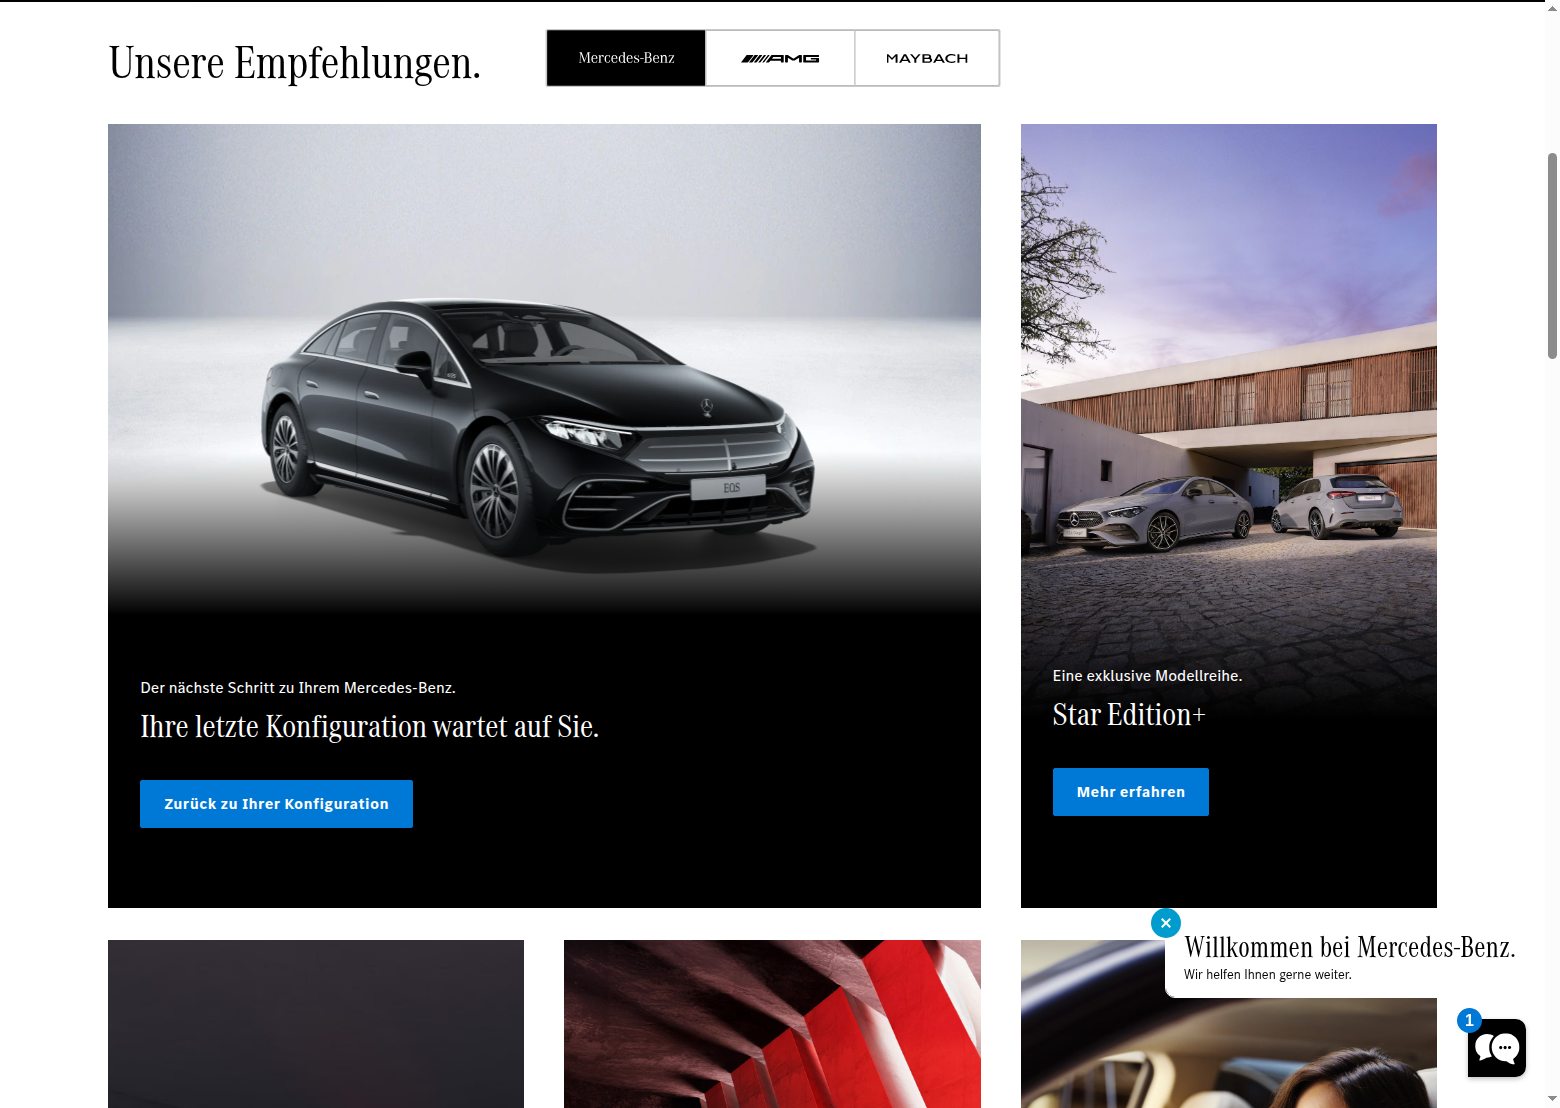 Unsere Empfehlungen.
Mercedes-Benz
AMG
MAYBACH
EQS
Der nächste Schritt zu Ihrem Mercedes-Benz.
Ihre letzte Konfiguration wartet auf Sie.
Zurück zu Ihrer Konfiguration
Eine exklusive Modellreihe.
Star Edition+
Mehr erfahren
Willkommen bei Mercedes-Benz.
Wir helfen Ihnen gerne weiter.
1